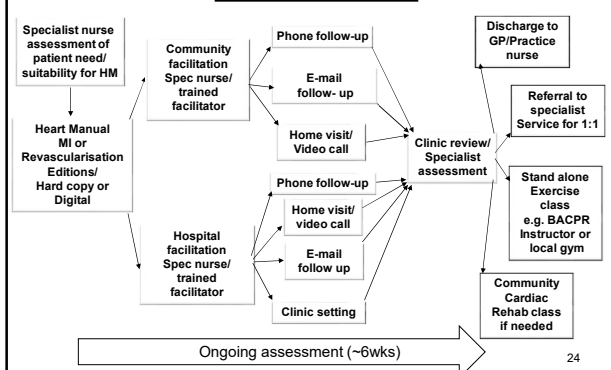 Specialist nurse
assessment of
patient need/
suitability for HM
Heart Manual
MI or
Revascularisation
Editions/
Hard copy or
Digital
Community
facilitation
Spec nurse/
trained
facilitator
Hospital
facilitation
Spec nurse/
trained
facilitator
Phone follow-up
E-mail
follow- up
Home visit/
Video call
Phone follow-up
Home visit/
video call
E-mail
follow up
Clinic setting
Clinic review/
Specialist
assessment
Discharge to
GP/Practice
nurse
Referral to
specialist
Service for 1:1
Stand alone
Exercise
class
e.g. BACPR
Instructor or
local gym
Community
Cardiac
Rehab class
if needed
Ongoing assessment (~6wks)
24